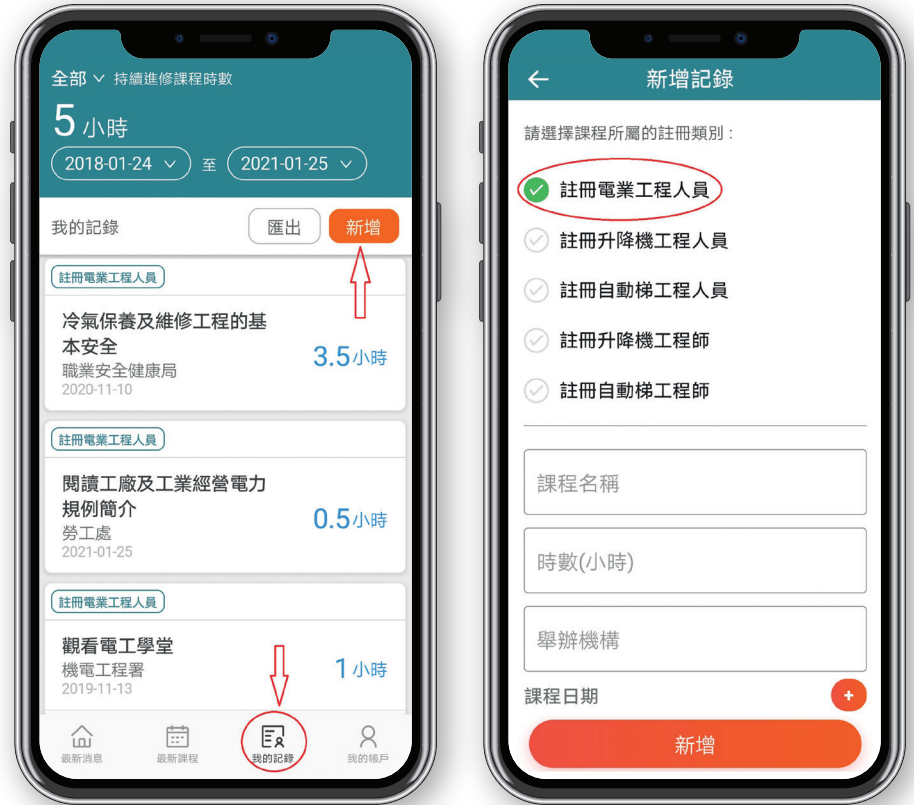 全部 持續進修課程時數
5 小時
2018-01-24 至 2021-01-25
我的記錄 匯出 新增
註冊電業工程人員
冷氣保養及維修工程的基
本安全
職業安全健康局
2020-11-10
3.5小時
註冊電業工程人員
閱讀工廠及工業經營電力
規例簡介
勞工處
2021-01-25
0.5小時
註冊電業工程人員
觀看電工學堂
機電工程署
2019-11-13
1小時
最新消息 最新課程 我的記錄 我的帳戶
新增記錄
請選擇課程所屬的註冊類別：
註冊電業工程人員
註冊升降機工程人員
註冊自動梯工程人員
註冊升降機工程師
註冊自動梯工程師
課程名稱
時數(小時)
舉辦機構
課程日期 +
新增